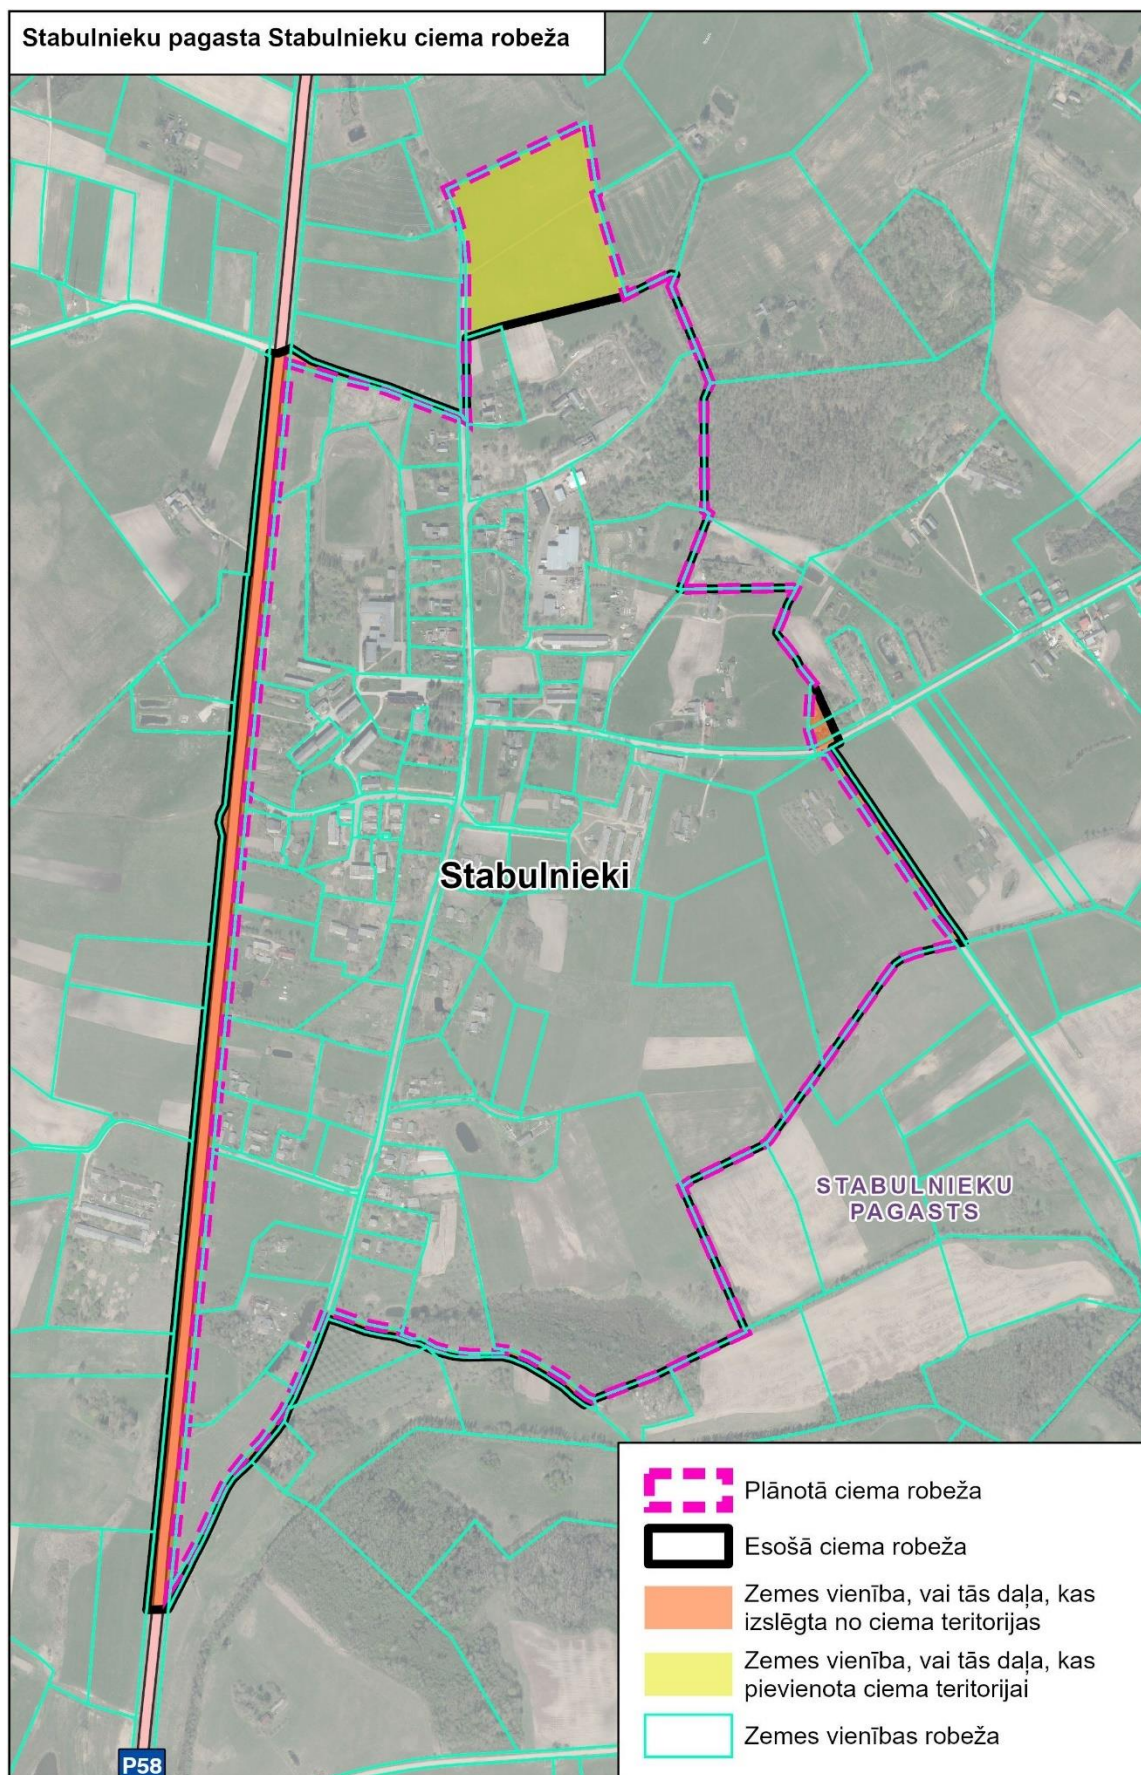 Stabulnieku pagasta Stabulnieku ciema robeža
Stabulnieki
STABULNIEKU
PAGASTS
Plānotā ciema robeža
Esošā ciema robeža
Zemes vienība, vai tās daļa, kas
izslēgta no ciema teritorijas
Zemes vienība, vai tās daļa, kas
pievienota ciema teritorijai
Zemes vienības robeža
P58